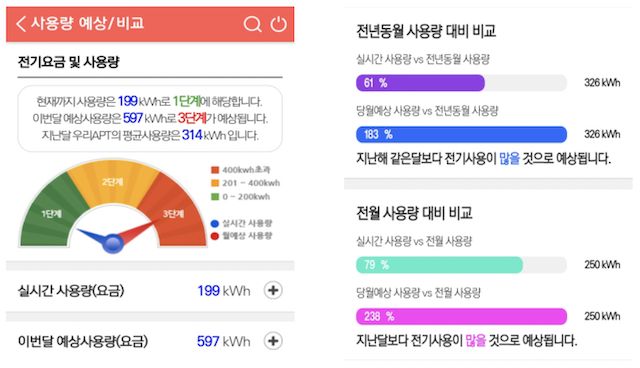 사용량 예상/비교
전기요금 및 사용량
현재까지 사용량은 199 kWh로 1단계에 해당합니다.
이번달 예상사용량은 597 kWh로 3단계가 예상됩니다.
지난달 우리APT의 평균사용량은 314 kWh 입니다.
1단계
2단계
3단계
400kwh초과
201 - 400kwh
0 - 200kwh
실시간 사용량
월예상 사용량
실시간 사용량(요금) 199 kWh
이번달 예상사용량(요금) 597 kWh
전년동월 사용량 대비 비교
실시간 사용량 vs 전년동월 사용량
61 % 326 kWh
당월예상 사용량 vs 전년동월 사용량
183 % 326 kWh
지난해 같은달보다 전기사용이 많을 것으로 예상됩니다.
전월 사용량 대비 비교
실시간 사용량 vs 전월 사용량
79 % 250 kWh
당월예상 사용량 vs 전월 사용량
238 % 250 kWh
지난달보다 전기사용이 많을 것으로 예상됩니다.